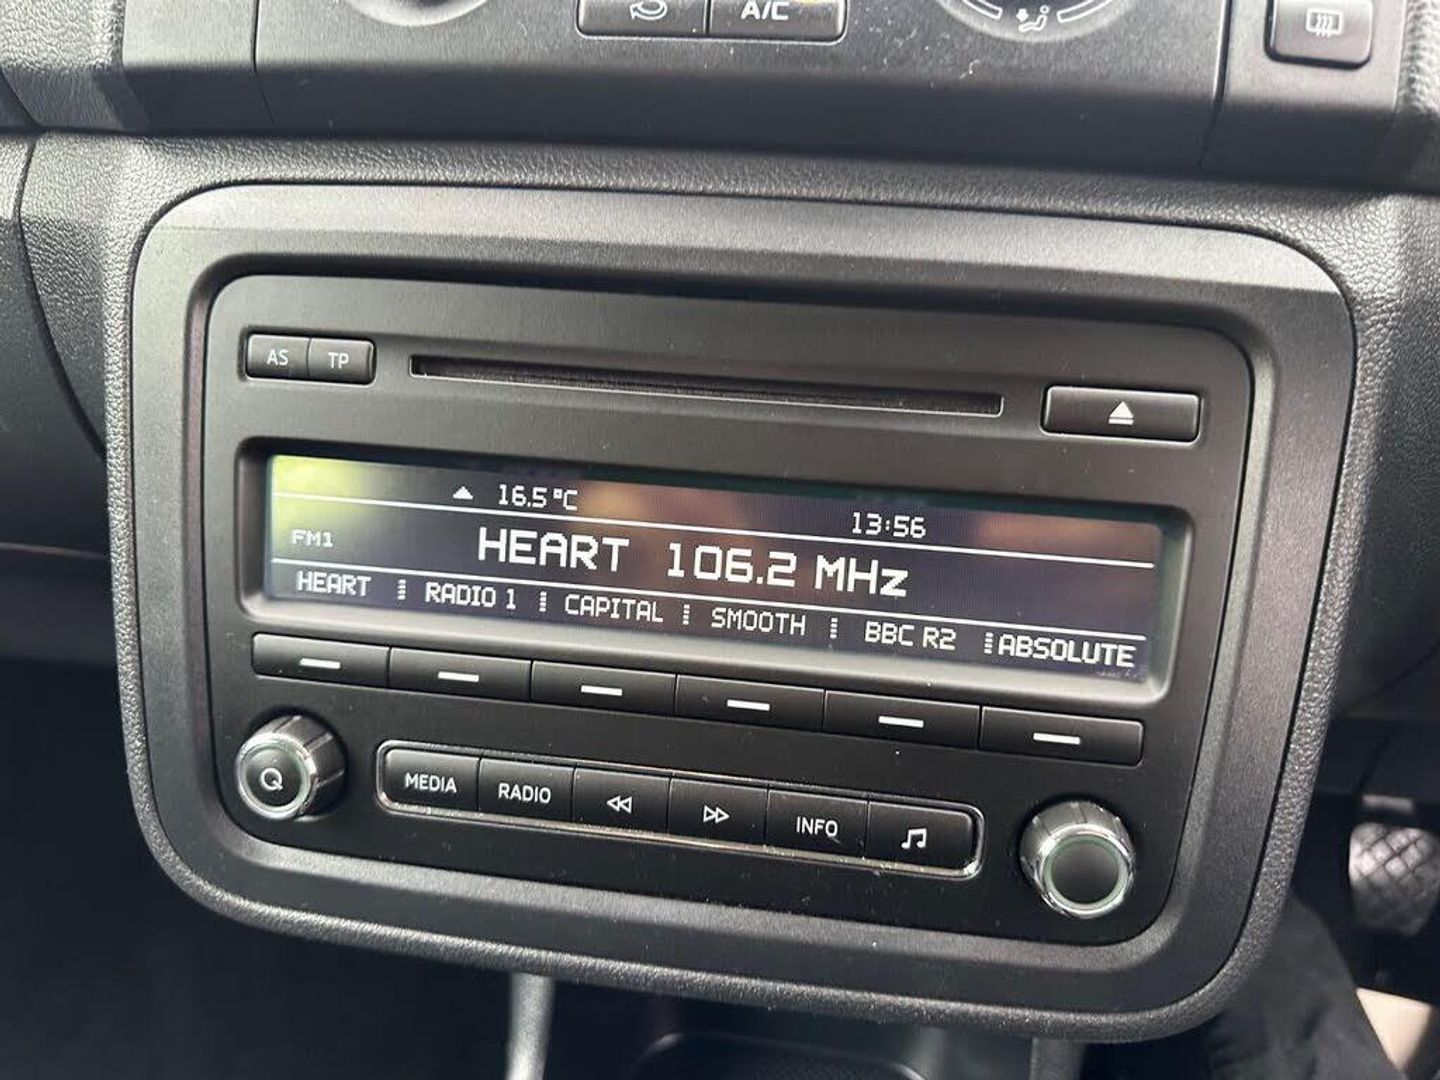 A/C
AS TP
16.5°C 13:56
FM1 HEART 106.2 MHz
HEART RADIO 1 CAPITAL SMOOTH BBC R2 ABSOLUTE
MEDIA RADIO INFO